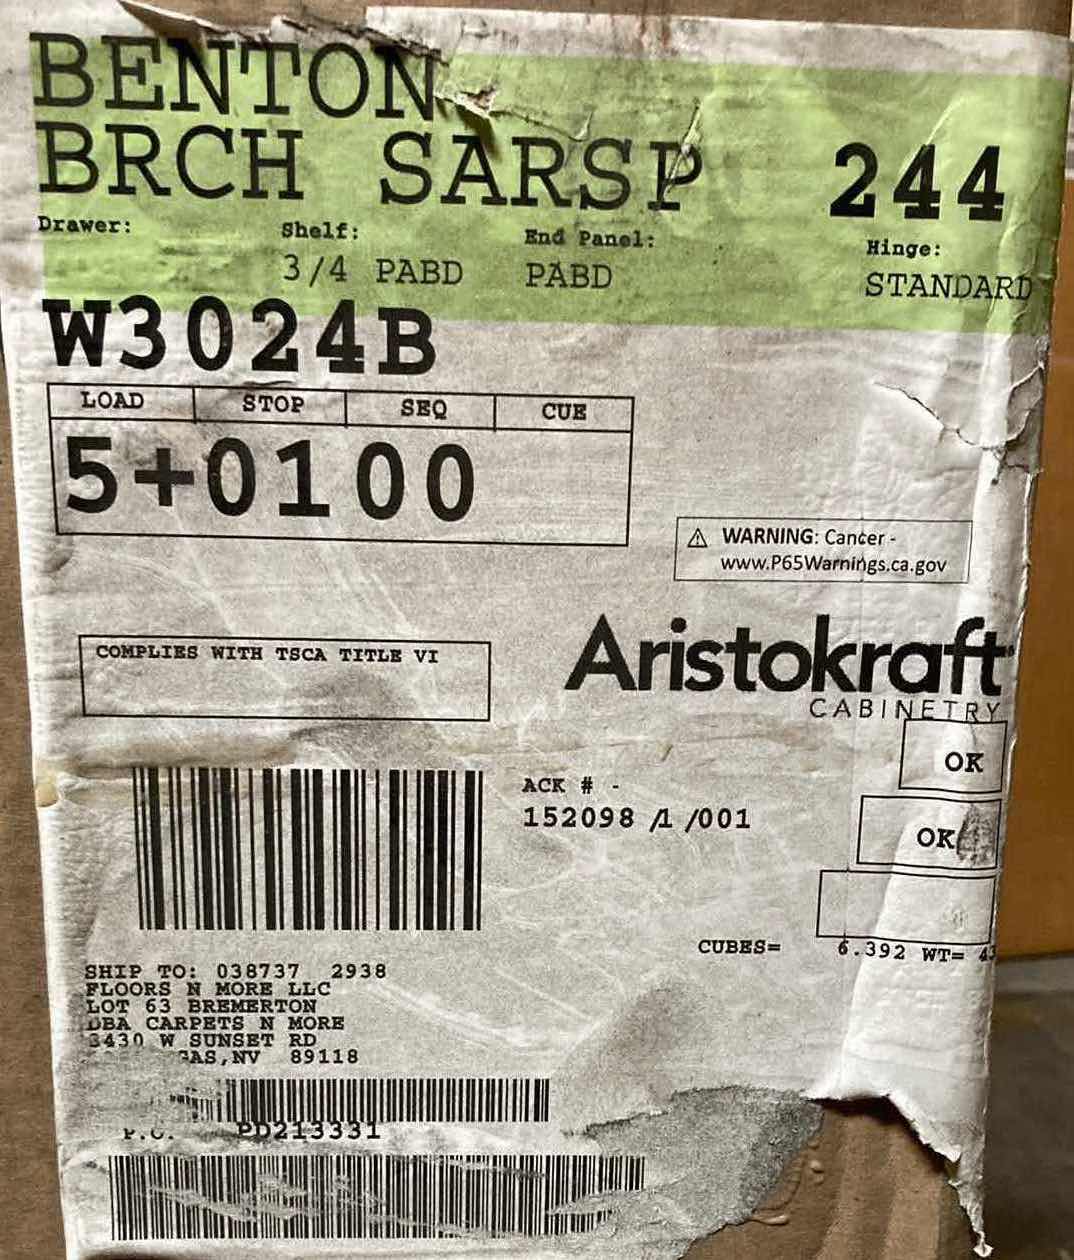 BENTON
BRCH SARSP 244
Drawer: Shelf: End Panel: Hinge:
3/4 PABD PABD STANDARD
W3024B
LOAD STOP SEQ CUE
5+0100
⚠ WARNING: Cancer -
www.P65Warnings.ca.gov
COMPLIES WITH TSCA TITLE VI
Aristokraft
CABINETRY
OK
ACK # -
152098 /1 /001
OK
CUBES= 6.392 WT=
SHIP TO: 038737 2938
FLOORS N MORE LLC
LOT 63 BREMERTON
DBA CARPETS N MORE
3430 W SUNSET RD
GAS,NV 89118
P.O. PD213331